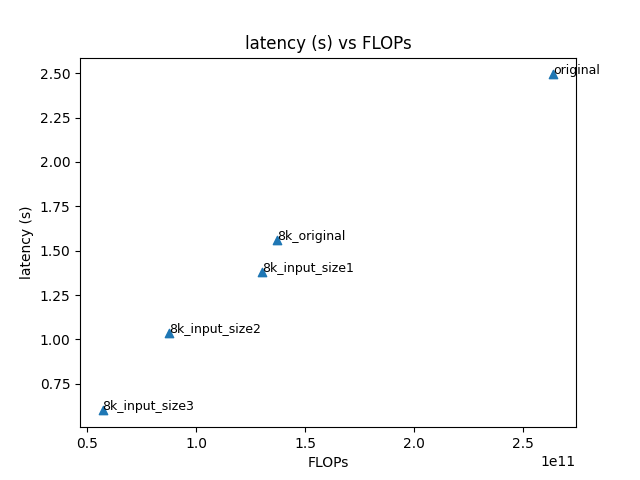 latency (s) vs FLOPs
2.50
2.25
2.00
1.75
1.50
1.25
1.00
0.75
latency (s)
original
8k_original
8k_input_size1
8k_input_size2
8k_input_size3
0.5 1.0 1.5 2.0 2.5
1e11
FLOPs